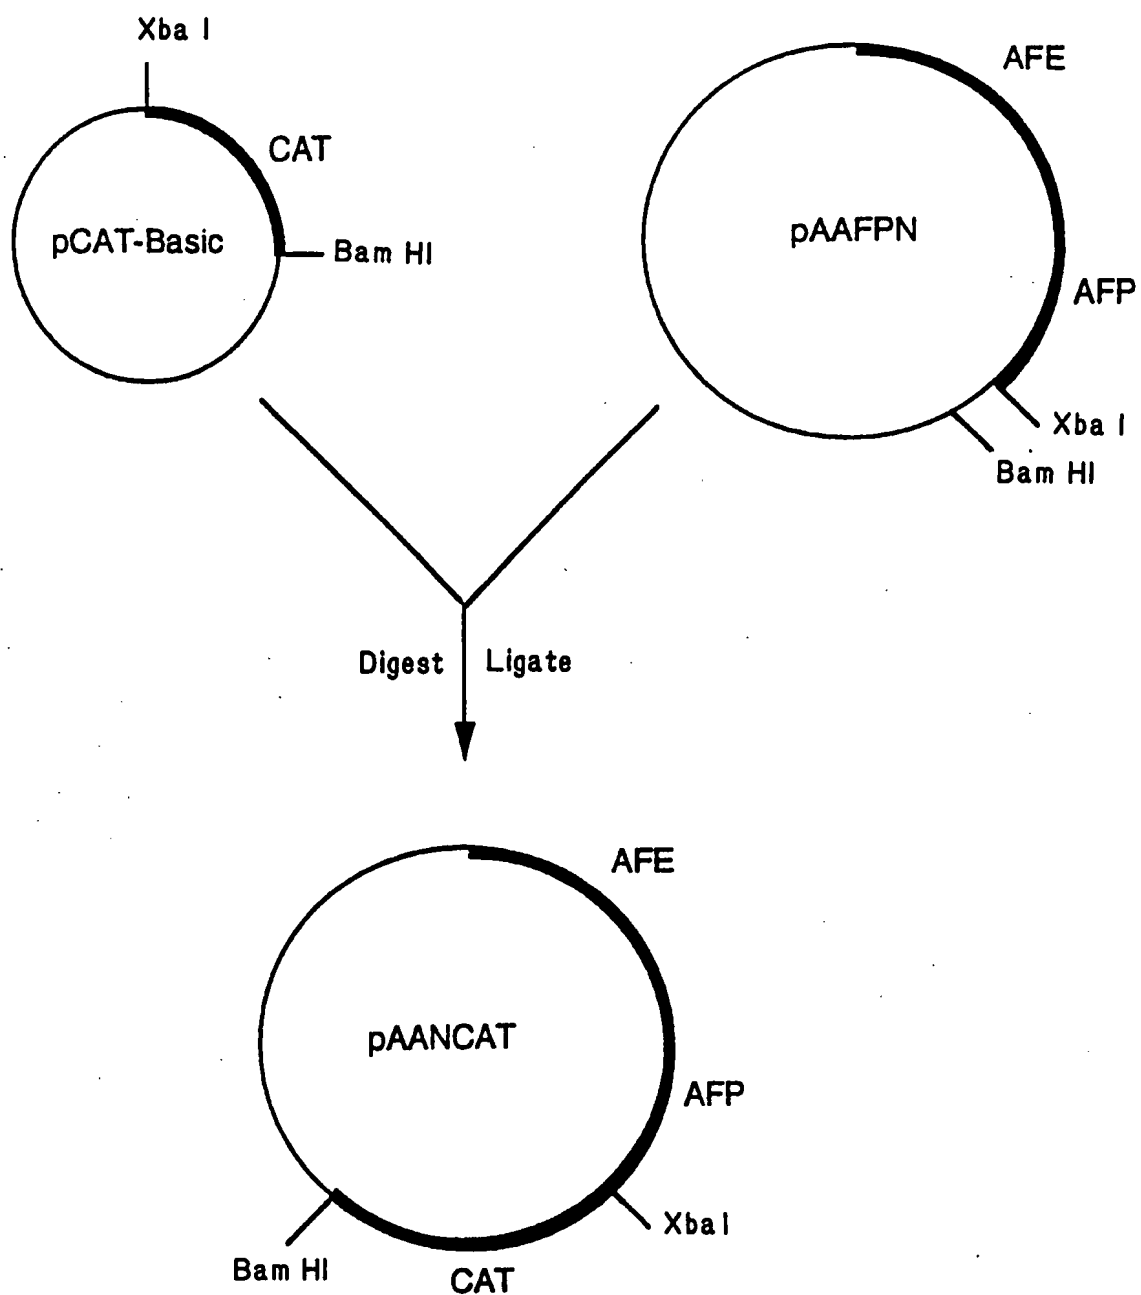 Xba I
CAT
pCAT-Basic
Bam HI
AFE
pAAFPN
AFP
Xba I
Bam HI
Digest Ligate
AFE
pAANCAT
AFP
XbaI
Bam HI
CAT